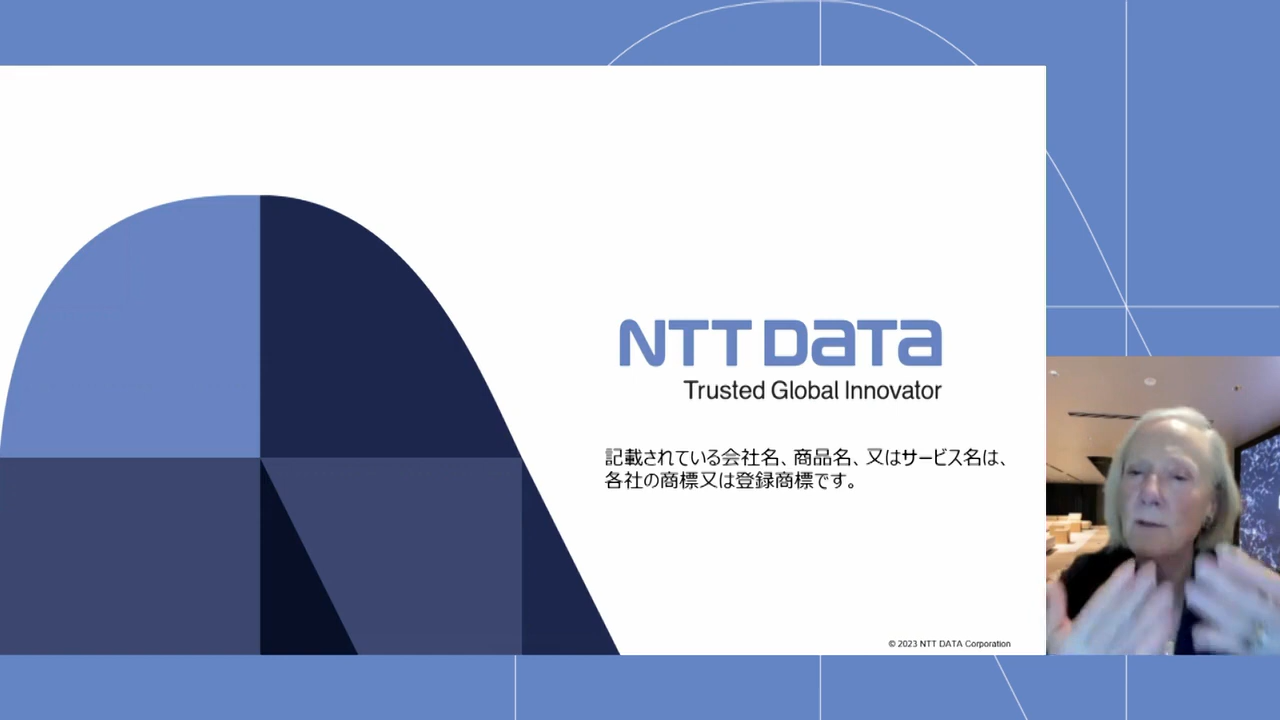 NTT DATA
Trusted Global Innovator
記載されている会社名、商品名、又はサービス名は、
各社の商標又は登録商標です。
© 2023 NTT DATA Corporation